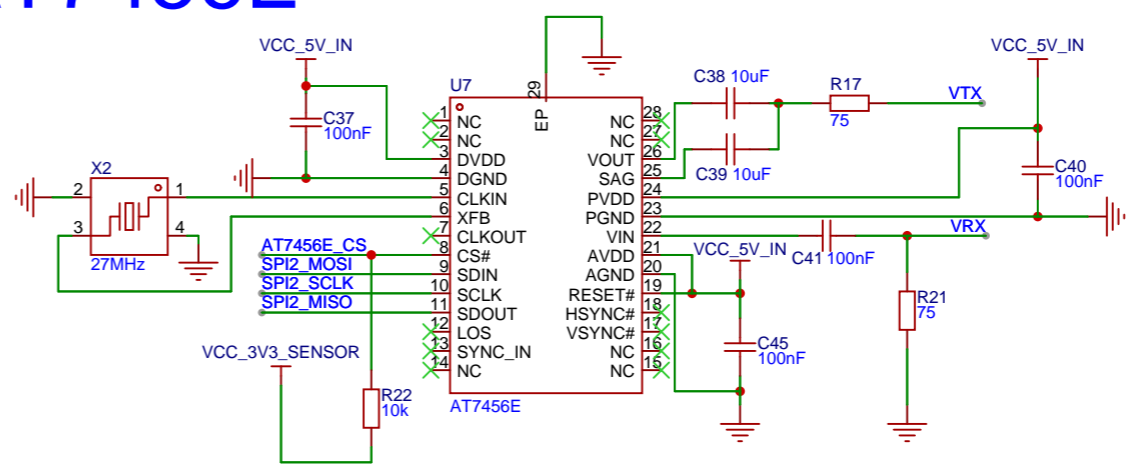 VCC_5V_IN
VCC_5V_IN
U7
29
EP
C38 10uF
R17
75
VTX
C37
100nF
C39 10uF
C40
100nF
X2
2
1
3
4
27MHz
1 NC
2 NC
3 DVDD
4 DGND
5 CLKIN
6 XFB
7 CLKOUT
8 CS#
9 SDIN
10 SCLK
11 SDOUT
12 LOS
13 SYNC_IN
14 NC
NC 28
NC 27
VOUT 26
SAG 25
PVDD 24
PGND 23
VIN 22
AVDD 21
AGND 20
RESET# 19
HSYNC# 18
VSYNC# 17
NC 16
NC 15
AT7456E
AT7456E_CS
SPI2_MOSI
SPI2_SCLK
SPI2_MISO
VCC_3V3_SENSOR
R22
10k
VCC_5V_IN
C41 100nF
VRX
R21
75
C45
100nF